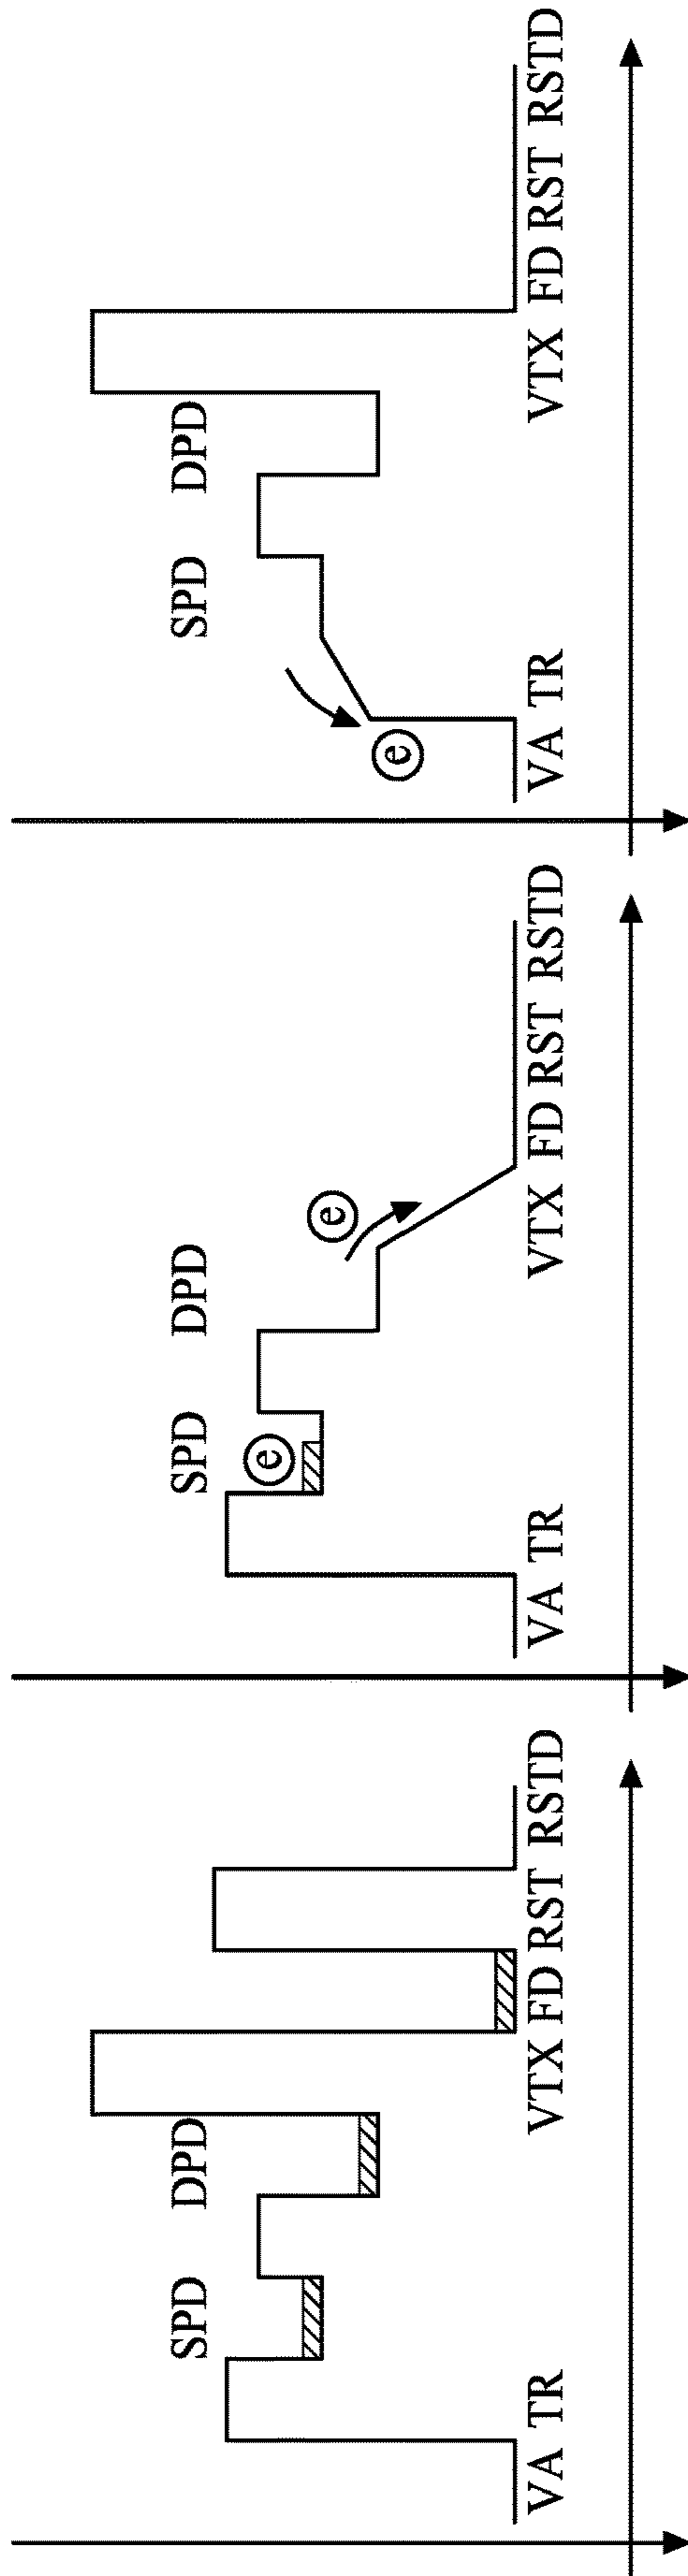 SPD DPD
VA TR VTX FD RST RSTD
SPD DPD
e
e
VA TR VTX FD RST RSTD
SPD DPD
e
VA TR VTX FD RST RSTD